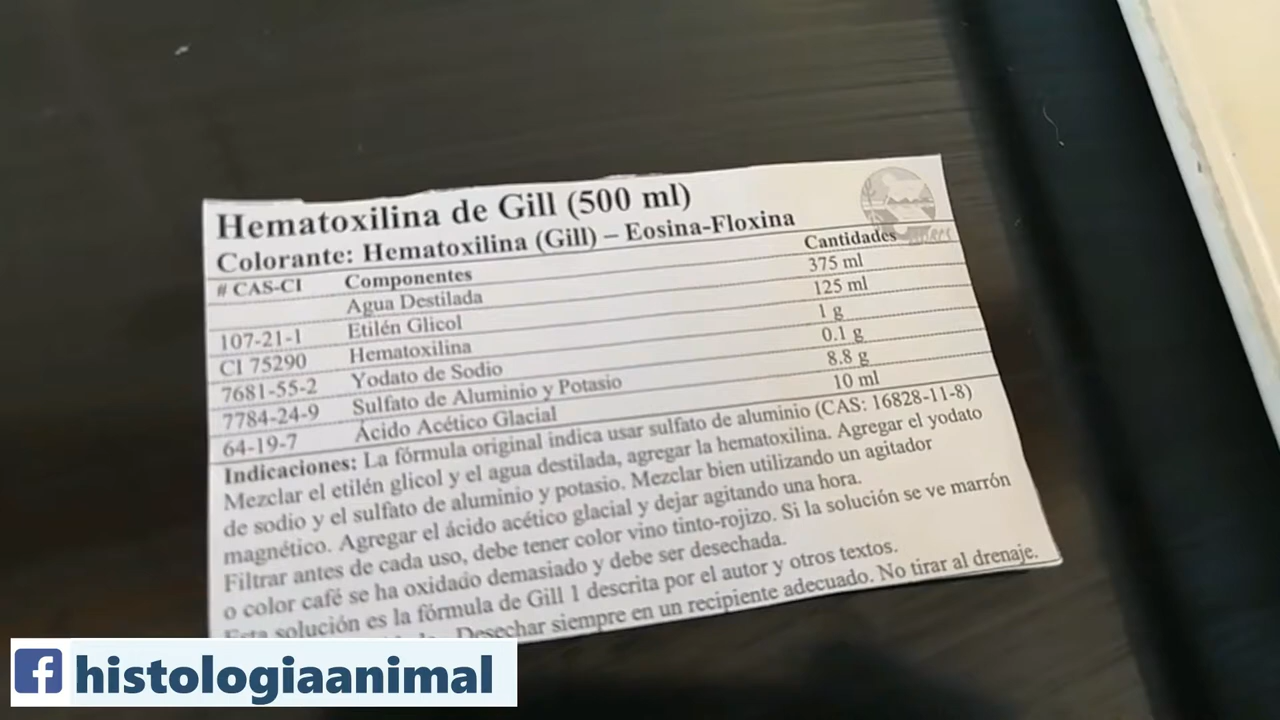 Hematoxilina de Gill (500 ml)
Colorante: Hematoxilina (Gill) – Eosina-Floxina
# CAS-CI Componentes Cantidades
Agua Destilada 375 ml
107-21-1 Etilén Glicol 125 ml
CI 75290 Hematoxilina 1 g
7681-55-2 Yodato de Sodio 0.1 g
7784-24-9 Sulfato de Aluminio y Potasio 8.8 g
64-19-7 Ácido Acético Glacial 10 ml
Indicaciones: La fórmula original indica usar sulfato de aluminio (CAS: 16828-11-8)
Mezclar el etilén glicol y el agua destilada, agregar la hematoxilina. Agregar el yodato
de sodio y el sulfato de aluminio y potasio. Mezclar bien utilizando un agitador
magnético. Agregar el ácido acético glacial y dejar agitando una hora.
Filtrar antes de cada uso, debe tener color vino tinto-rojizo. Si la solución se ve marrón
o color café se ha oxidado demasiado y debe ser desechada.
Esta solución es la fórmula de Gill 1 descrita por el autor y otros textos.
Desechar siempre en un recipiente adecuado. No tirar al drenaje.
histologiaanimal